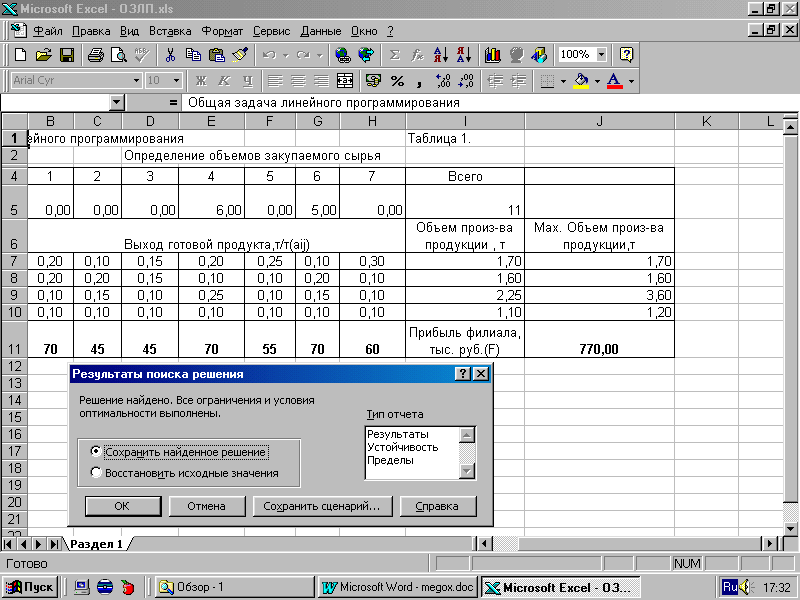 Microsoft Excel - ОЗЛП.xls
Файл Правка Вид Вставка Формат Сервис Данные Окно ?
100%
Arial Cyr 10 Ж К Ч
= Общая задача линейного программирования
B C D E F G H I J K L
1 ейного программирования Таблица 1.
2 Определение объемов закупаемого сырья
4 1 2 3 4 5 6 7 Всего
5 0,00 0,00 0,00 6,00 0,00 5,00 0,00 11
Объем произ-ва Мах. Объем произ-ва
6 Выход готовой продукта,т/т(aij) продукции , т продукции,т
7 0,20 0,10 0,15 0,20 0,25 0,10 0,30 1,70 1,70
8 0,20 0,20 0,15 0,10 0,10 0,20 0,10 1,60 1,60
9 0,10 0,15 0,10 0,25 0,10 0,15 0,10 2,25 3,60
10 0,10 0,10 0,10 0,10 0,10 0,10 0,10 1,10 1,20
Прибыль филиала,
11 70 45 45 70 55 70 60 тыс. руб.(F) 770,00
12
Результаты поиска решения
13
14
Решение найдено. Все ограничения и условия
оптимальности выполнены.
15
Тип отчета
16
Результаты
17
Сохранить найденное решение
Устойчивость
Пределы
18
Восстановить исходные значения
19
20
ОК Отмена Сохранить сценарий... Справка
21
22
Раздел 1
Готово NUM
Пуск Обзор - 1 Microsoft Word - megox.doc Microsoft Excel - ОЗ... Ru 17:32